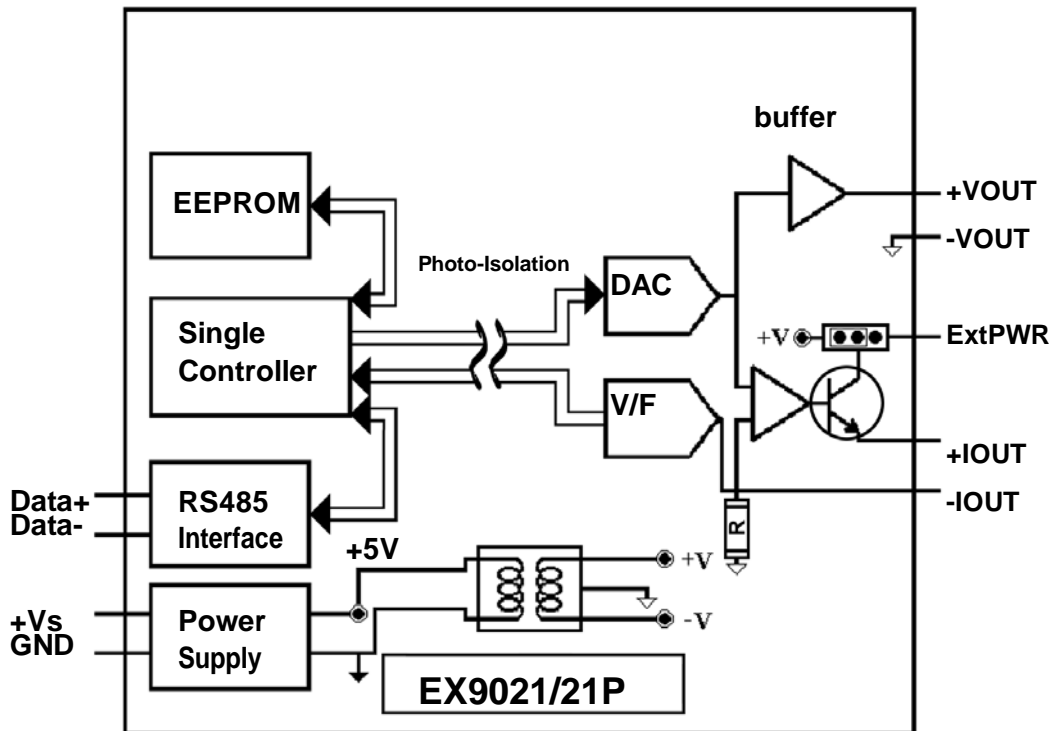 buffer
EEPROM
+VOUT
-VOUT
Photo-Isolation
DAC
Single
Controller
+V
ExtPWR
V/F
+IOUT
-IOUT
Data+
Data-
RS485
Interface
R
+5V
+V
-V
+Vs
GND
Power
Supply
EX9021/21P